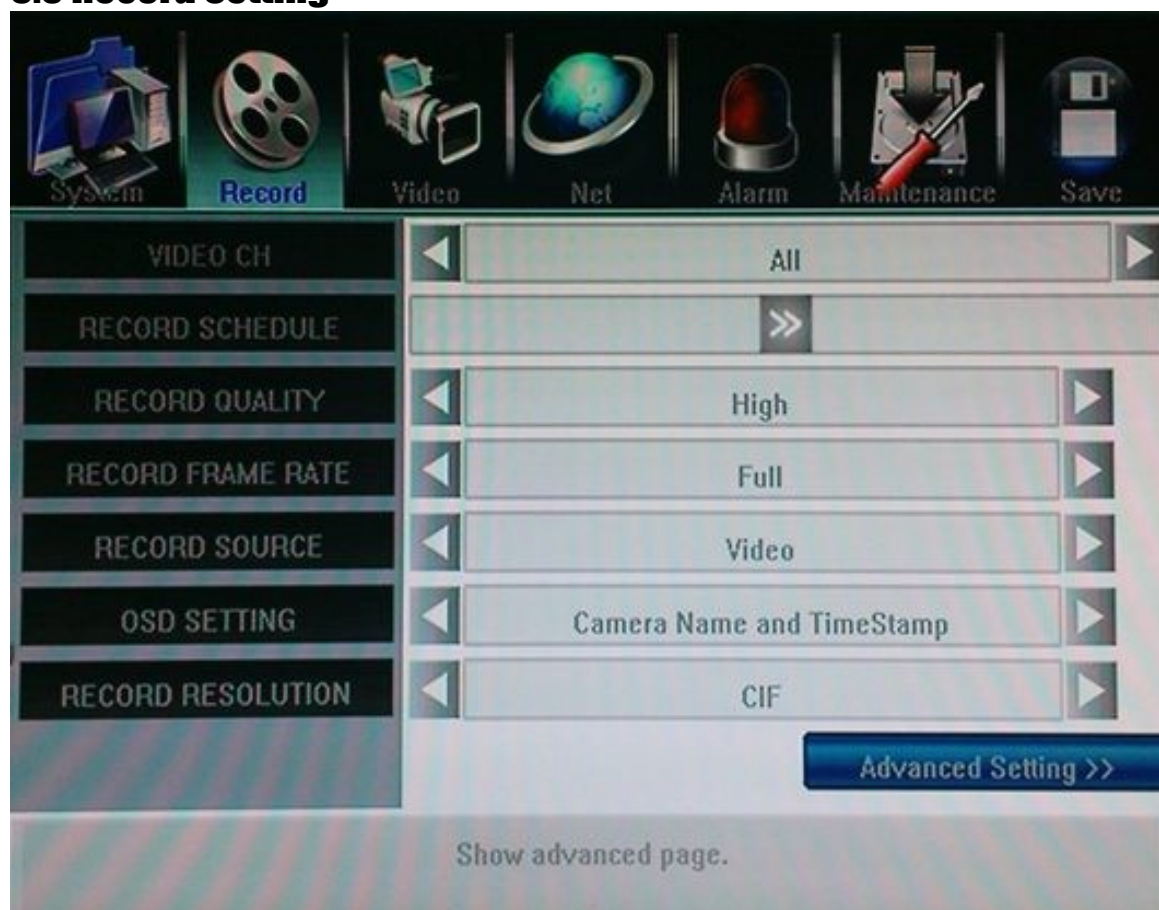 Record
System
Video
Net
Alarm
Maintenance
Save
VIDEO CH
All
RECORD SCHEDULE
>>
RECORD QUALITY
High
RECORD FRAME RATE
Full
RECORD SOURCE
Video
OSD SETTING
Camera Name and TimeStamp
RECORD RESOLUTION
CIF
Advanced Setting >>
Show advanced page.